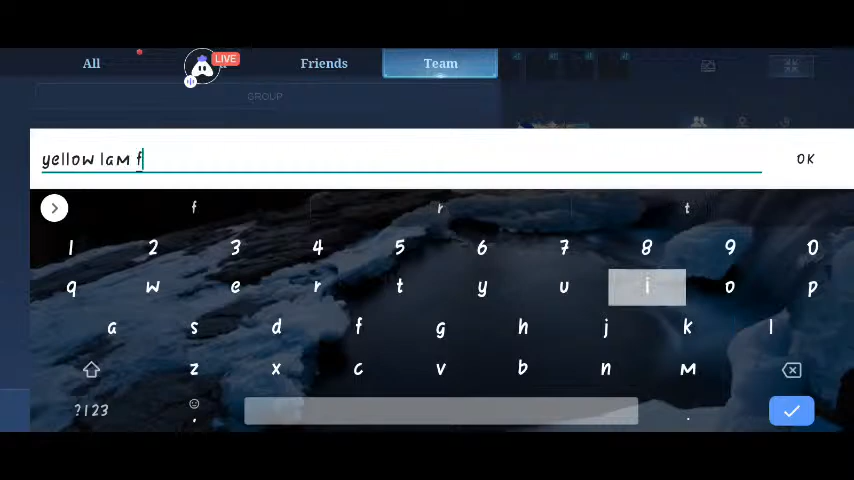 All
LIVE
Friends
Team
GROUP
yellow lam f
OK
f r t
1 2 3 4 5 6 7 8 9 0
q w e r t y u i o p
a s d f g h j k l
z x c v b n m
?123 , .